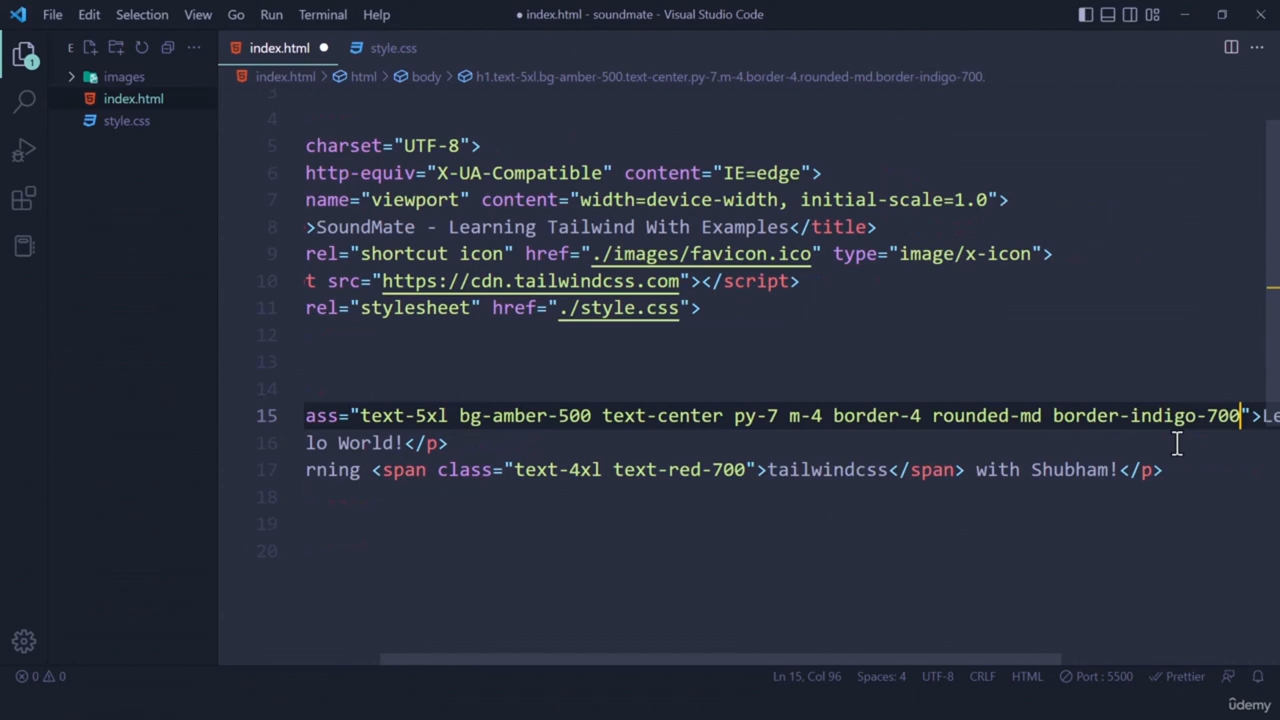 File Edit Selection View Go Run Terminal Help
● index.html - soundmate - Visual Studio Code
1
E
images
index.html
style.css
index.html
style.css
index.html html body h1.text-5xl.bg-amber-500.text-center.py-7.m-4.border-4.rounded-md.border-indigo-700.
3
4
5 charset="UTF-8">
6 http-equiv="X-UA-Compatible" content="IE=edge">
7 name="viewport" content="width=device-width, initial-scale=1.0">
8 >SoundMate - Learning Tailwind With Examples</title>
9 rel="shortcut icon" href="./images/favicon.ico" type="image/x-icon">
10 t src="https://cdn.tailwindcss.com"></script>
11 rel="stylesheet" href="./style.css">
12
13
14
15 ass="text-5xl bg-amber-500 text-center py-7 m-4 border-4 rounded-md border-indigo-700">Le
16 lo World!</p>
17 rning <span class="text-4xl text-red-700">tailwindcss</span> with Shubham!</p>
18
19
20
0 0 Ln 15, Col 96 Spaces: 4 UTF-8 CRLF HTML Port : 5500 Prettier
ûdemy